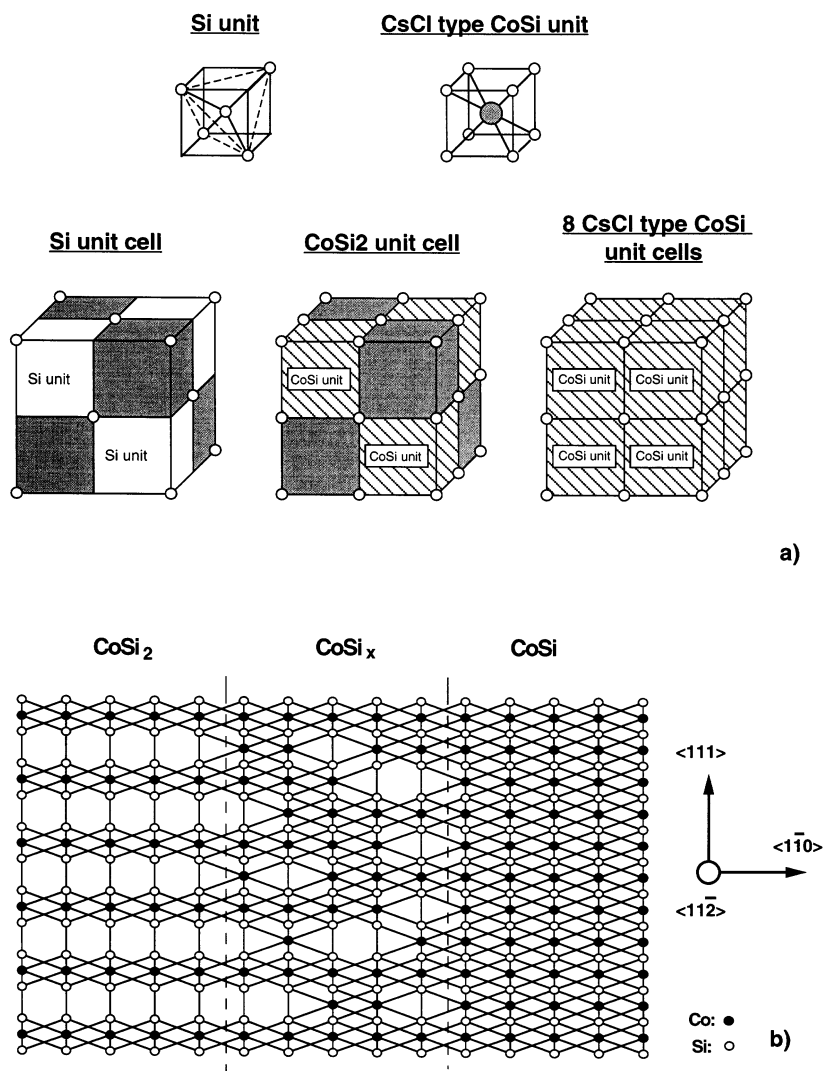 Si unit
CsCl type CoSi unit
Si unit cell
CoSi2 unit cell
8 CsCl type CoSi
unit cells
Si unit
Si unit
CoSi unit
CoSi unit
CoSi unit
CoSi unit
CoSi unit
CoSi unit
a)
CoSi₂
CoSiₓ
CoSi
<111>
<11̅0>
<112̅>
Co:
Si:
b)